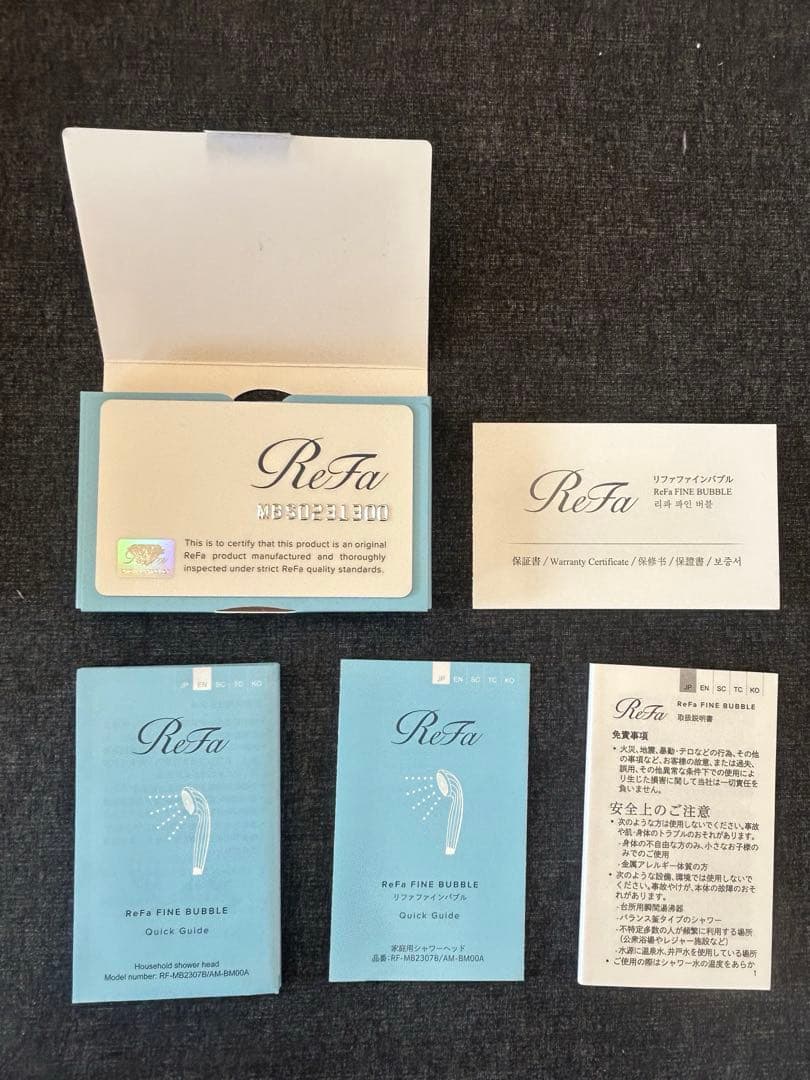 ReFa
MBS0231300
This is to certify that this product is an original
ReFa product manufactured and thoroughly
inspected under strict ReFa quality standards.
ReFa
ReFa
リファファインバブル
ReFa FINE BUBBLE
리파 파인 버블
保証書 / Warranty Certificate / 保修书 / 保證書 / 보증서
JP EN SC TC KO
ReFa
ReFa FINE BUBBLE
Quick Guide
Household shower head
Model number: RF-MB2307B/AM-BM00A
JP EN SC TC KO
ReFa
ReFa FINE BUBBLE
リファファインバブル
Quick Guide
家庭用シャワーヘッド
品番:RF-MB2307B/AM-BM00A
JP EN SC TC KO
ReFa
ReFa FINE BUBBLE
取扱説明書
免責事項
• 火災、地震、暴動・テロなどの行為、その他
の事項など、お客様の故意、または過失、
誤用、その他異常な条件下での使用によ
り生じた損害に関して当社は一切責任を
負いません。
安全上のご注意
• 次のような方は使用しないでください。事故
や肌・身体のトラブルのおそれがあります。
-身体の不自由な方のみ、小さなお子様の
みでのご使用
-金属アレルギー体質の方
• 次のような設備、環境では使用しないで
ください。事故やけが、本体の故障のおそ
れがあります。
-台所用瞬間湯沸器
-バランス釜タイプのシャワー
-不特定多数の人が頻繁に利用する場所
(公衆浴場やレジャー施設など)
-水源に温泉水、井戸水を使用している場所
• ご使用の際はシャワー水の温度をあらか
1